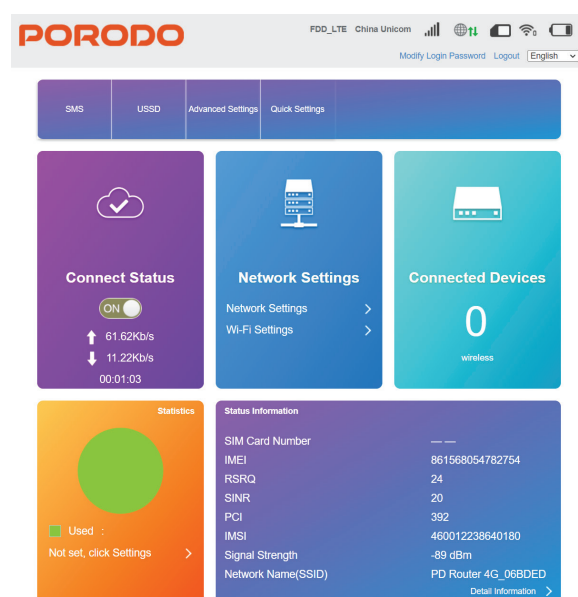 PORODO
FDD_LTE China Unicom
Modify Login Password Logout English
SMS USSD Advanced Settings Quick Settings
Connect Status
ON
61.62Kb/s
11.22Kb/s
00:01:03
Network Settings
Network Settings
Wi-Fi Settings
Connected Devices
0
wireless
Statistics
Used :
Not set, click Settings
Status Information
SIM Card Number — —
IMEI 861568054782754
RSRQ 24
SINR 20
PCI 392
IMSI 460012238640180
Signal Strength -89 dBm
Network Name(SSID) PD Router 4G_06BDED
Detail Information